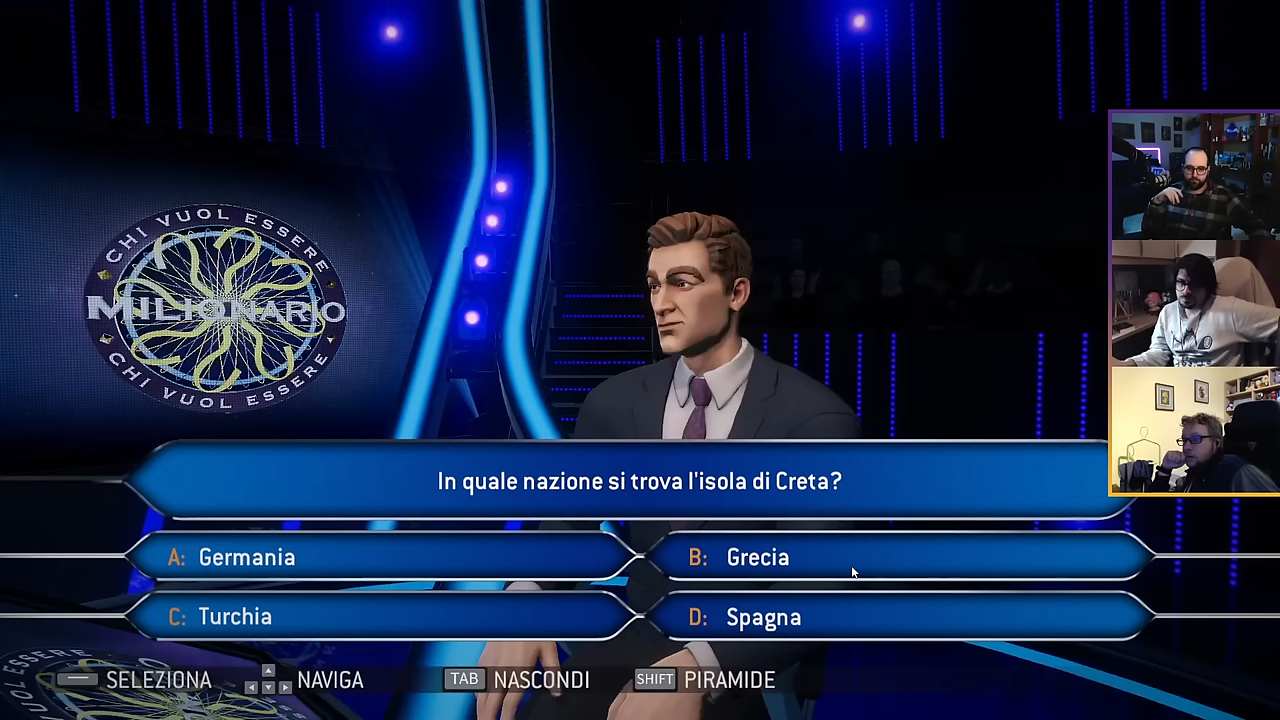 CHI VUOL ESSERE
MILIONARIO
CHI VUOL ESSERE
In quale nazione si trova l'isola di Creta?
A: Germania
B: Grecia
C: Turchia
D: Spagna
ESSERE
SELEZIONA
NAVIGA
TAB NASCONDI
SHIFT PIRAMIDE